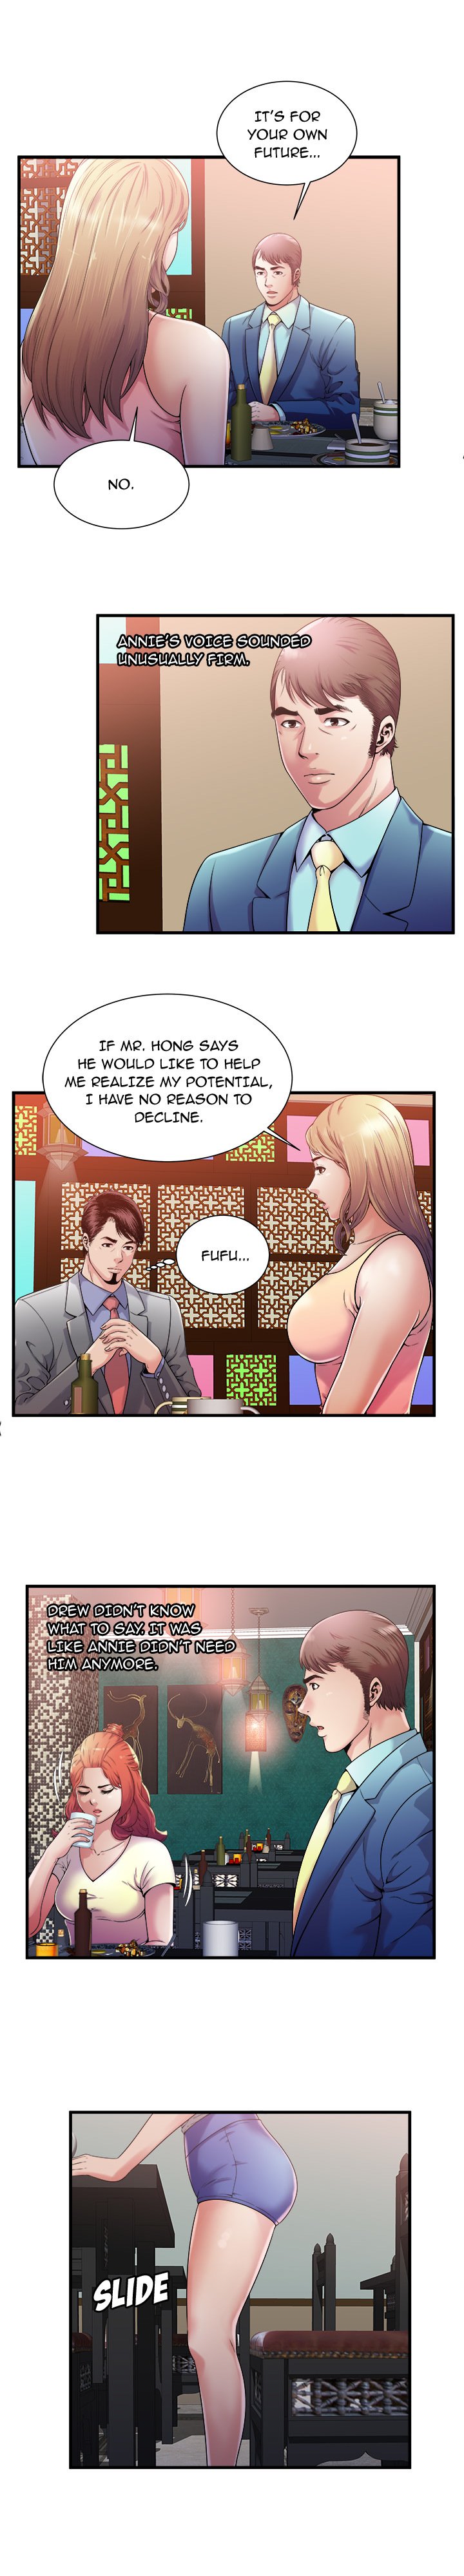 IT'S FOR
YOUR OWN
FUTURE...
NO.
ANNIE'S VOICE SOUNDED
UNUSUALLY FIRM.
IF MR. HONG SAYS
HE WOULD LIKE TO HELP
ME REALIZE MY POTENTIAL,
I HAVE NO REASON TO
DECLINE.
FUFU...
DREW DIDN'T KNOW
WHAT TO SAY. IT WAS
LIKE ANNIE DIDN'T NEED
HIM ANYMORE.
SLIDE